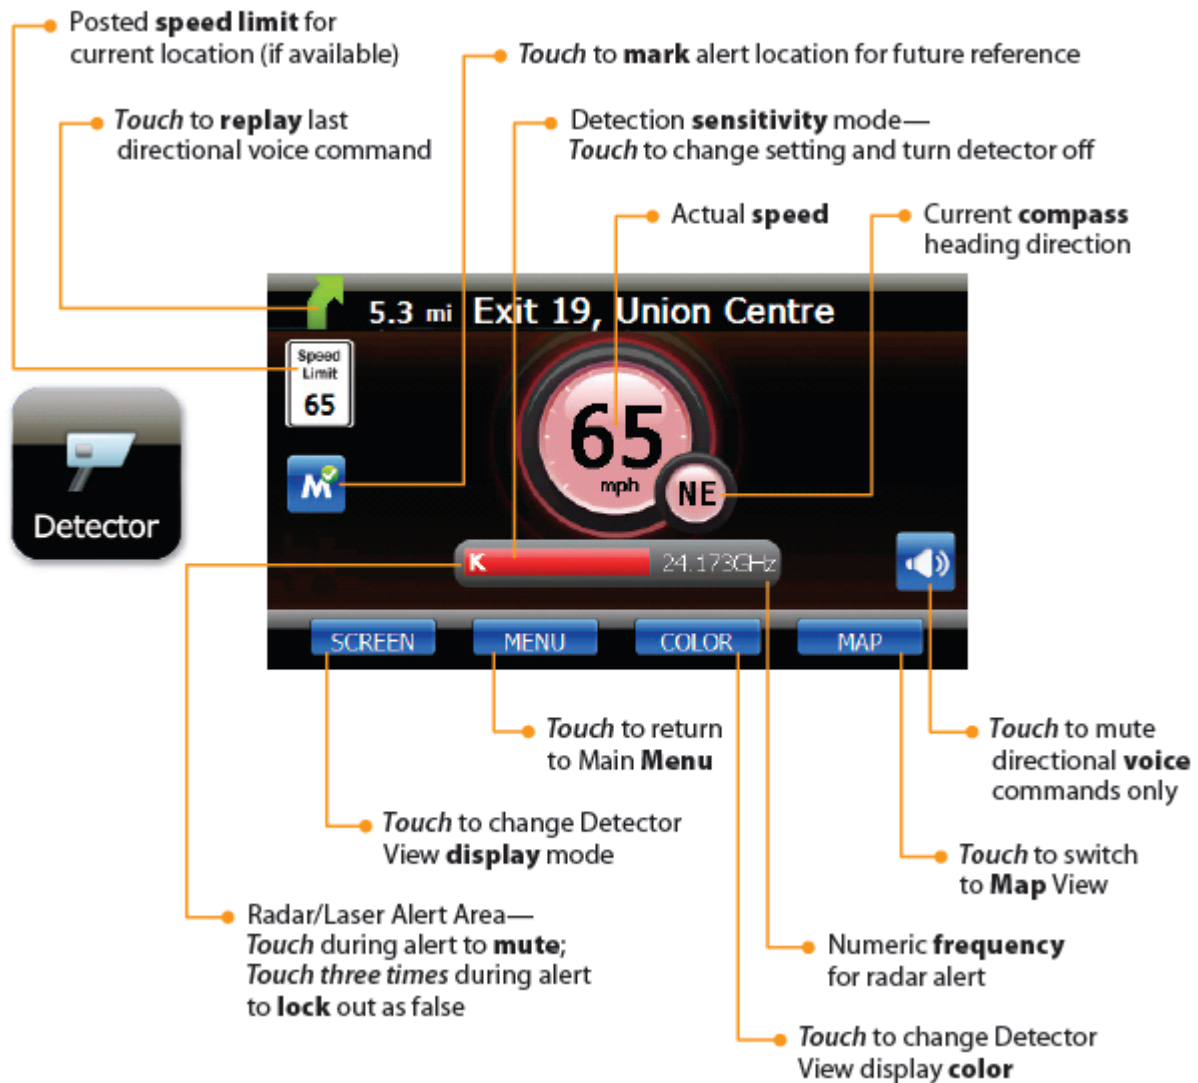 Posted speed limit for
current location (if available)
Touch to mark alert location for future reference
Touch to replay last
directional voice command
Detection sensitivity mode—
Touch to change setting and turn detector off
Actual speed
Current compass
heading direction
5.3 mi Exit 19, Union Centre
Speed
Limit
65
65
mph
NE
M
Detector
K 24.173GHz
SCREEN MENU COLOR MAP
Touch to return
to Main Menu
Touch to mute
directional voice
commands only
Touch to change Detector
View display mode
Touch to switch
to Map View
Radar/Laser Alert Area—
Touch during alert to mute;
Touch three times during alert
to lock out as false
Numeric frequency
for radar alert
Touch to change Detector
View display color